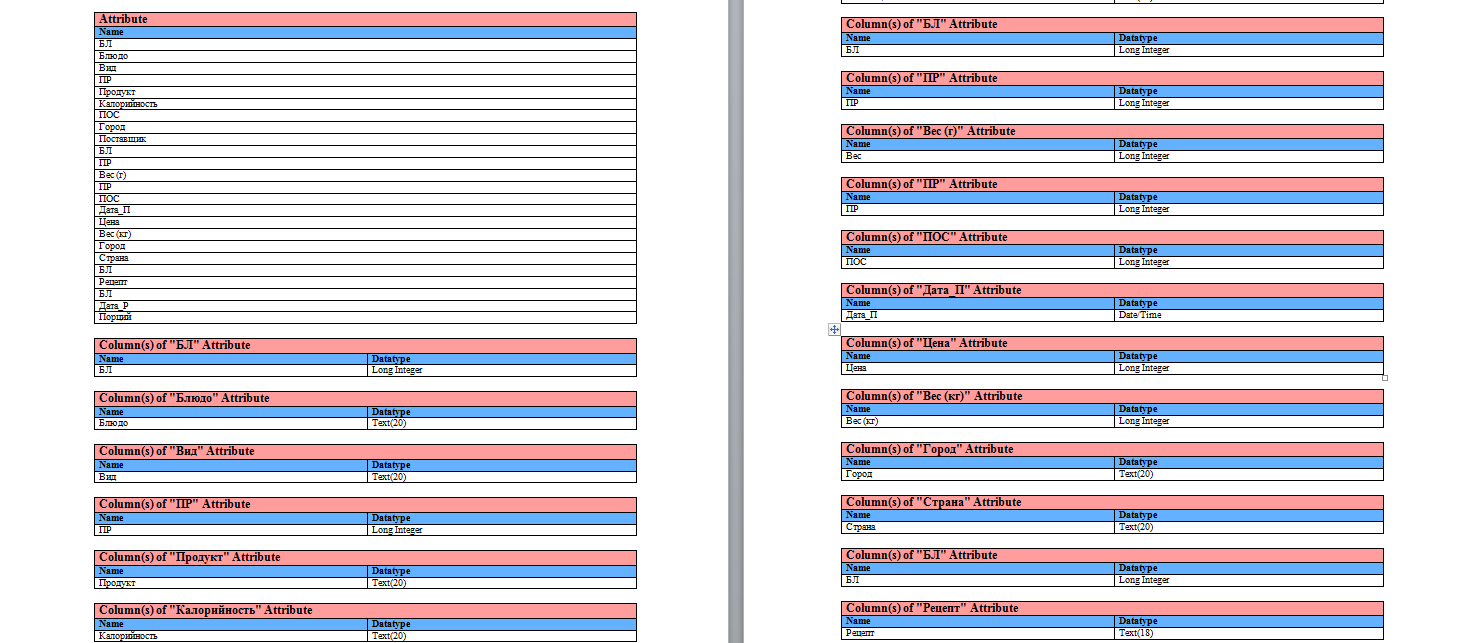 Attribute
Name
БЛ
Блюдо
Вид
ПР
Продукт
Калорийность
ПОС
Город
Поставщик
БЛ
ПР
Вес (г)
ПР
ПОС
Дата_П
Цена
Вес (кг)
Город
Страна
БЛ
Рецепт
БЛ
Дата_Р
Порций
Column(s) of "БЛ" Attribute
Name Datatype
БЛ Long Integer
Column(s) of "Блюдо" Attribute
Name Datatype
Блюдо Text(20)
Column(s) of "Вид" Attribute
Name Datatype
Вид Text(20)
Column(s) of "ПР" Attribute
Name Datatype
ПР Long Integer
Column(s) of "Продукт" Attribute
Name Datatype
Продукт Text(20)
Column(s) of "Калорийность" Attribute
Name Datatype
Калорийность Text(20)
Column(s) of "БЛ" Attribute
Name Datatype
БЛ Long Integer
Column(s) of "ПР" Attribute
Name Datatype
ПР Long Integer
Column(s) of "Вес (г)" Attribute
Name Datatype
Вес Long Integer
Column(s) of "ПР" Attribute
Name Datatype
ПР Long Integer
Column(s) of "ПОС" Attribute
Name Datatype
ПОС Long Integer
Column(s) of "Дата_П" Attribute
Name Datatype
Дата_П Date/Time
Column(s) of "Цена" Attribute
Name Datatype
Цена Long Integer
Column(s) of "Вес (кг)" Attribute
Name Datatype
Вес (кг) Long Integer
Column(s) of "Город" Attribute
Name Datatype
Город Text(20)
Column(s) of "Страна" Attribute
Name Datatype
Страна Text(20)
Column(s) of "БЛ" Attribute
Name Datatype
БЛ Long Integer
Column(s) of "Рецепт" Attribute
Name Datatype
Рецепт Text(18)